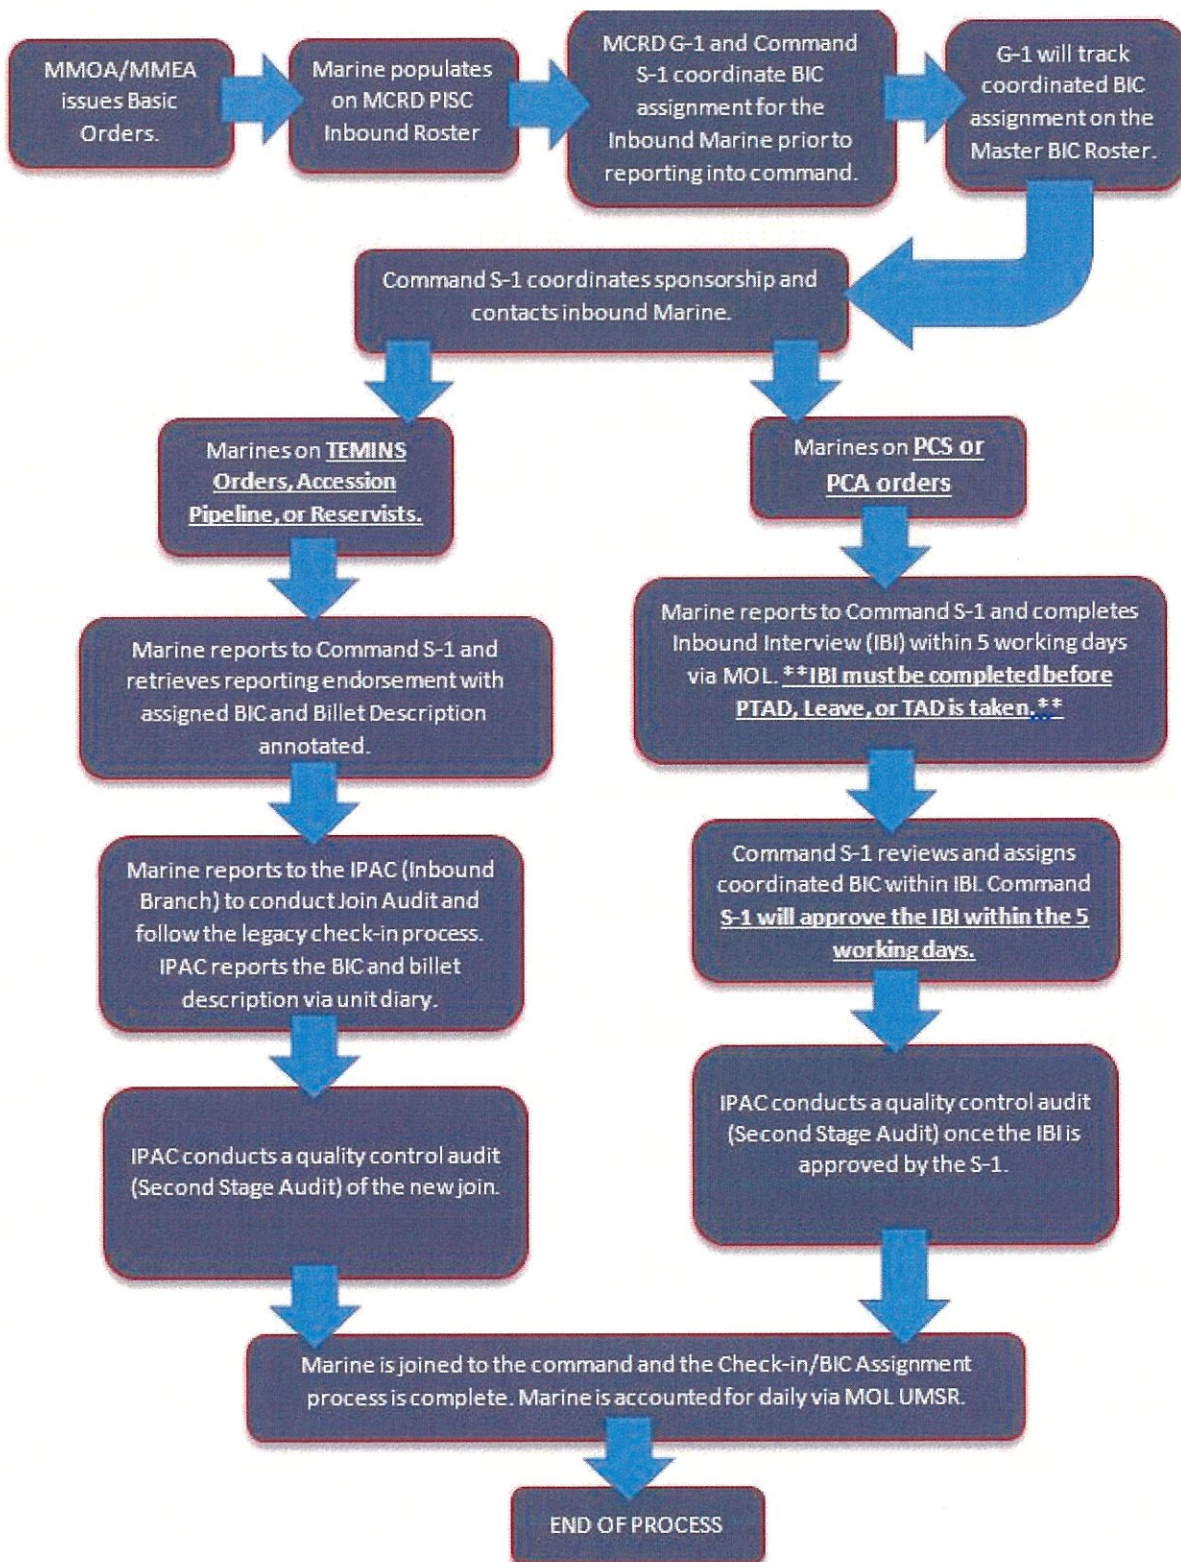 MMOA/MMEA
issues Basic
Orders.
Marine populates
on MCRD PISC
Inbound Roster
MCRD G-1 and Command
S-1 coordinate BIC
assignment for the
Inbound Marine prior to
reporting into command.
G-1 will track
coordinated BIC
assignment on the
Master BIC Roster.
Command S-1 coordinates sponsorship and
contacts inbound Marine.
Marines on TEMINS
Orders, Accession
Pipeline, or Reservists.
Marine reports to Command S-1 and
retrieves reporting endorsement with
assigned BIC and Billet Description
annotated.
Marine reports to the IPAC (Inbound
Branch) to conduct Join Audit and
follow the legacy check-in process.
IPAC reports the BIC and billet
description via unit diary.
IPAC conducts a quality control audit
(Second Stage Audit) of the new join.
Marines on PCS or
PCA orders
Marine reports to Command S-1 and completes
Inbound Interview (IBI) within 5 working days
via MOL. **IBI must be completed before
PTAD, Leave, or TAD is taken.**
Command S-1 reviews and assigns
coordinated BIC within IBI. Command
S-1 will approve the IBI within the 5
working days.
IPAC conducts a quality control audit
(Second Stage Audit) once the IBI is
approved by the S-1.
Marine is joined to the command and the Check-in/BIC Assignment
process is complete. Marine is accounted for daily via MOL UMSR.
END OF PROCESS